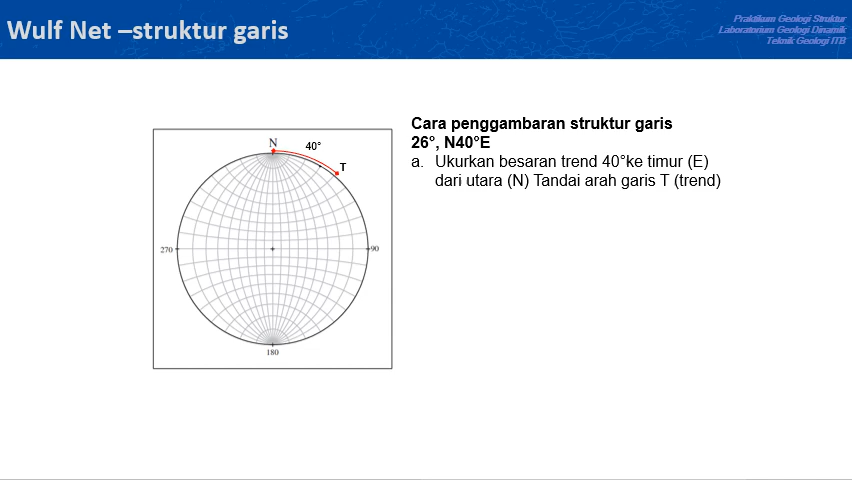 Wulf Net –struktur garis
Praktikum Geologi Struktur
Laboratorium Geologi Dinamik
Teknik Geologi ITB
N
40°
T
270
90
180
Cara penggambaran struktur garis
26°, N40°E
a. Ukurkan besaran trend 40°ke timur (E)
dari utara (N) Tandai arah garis T (trend)